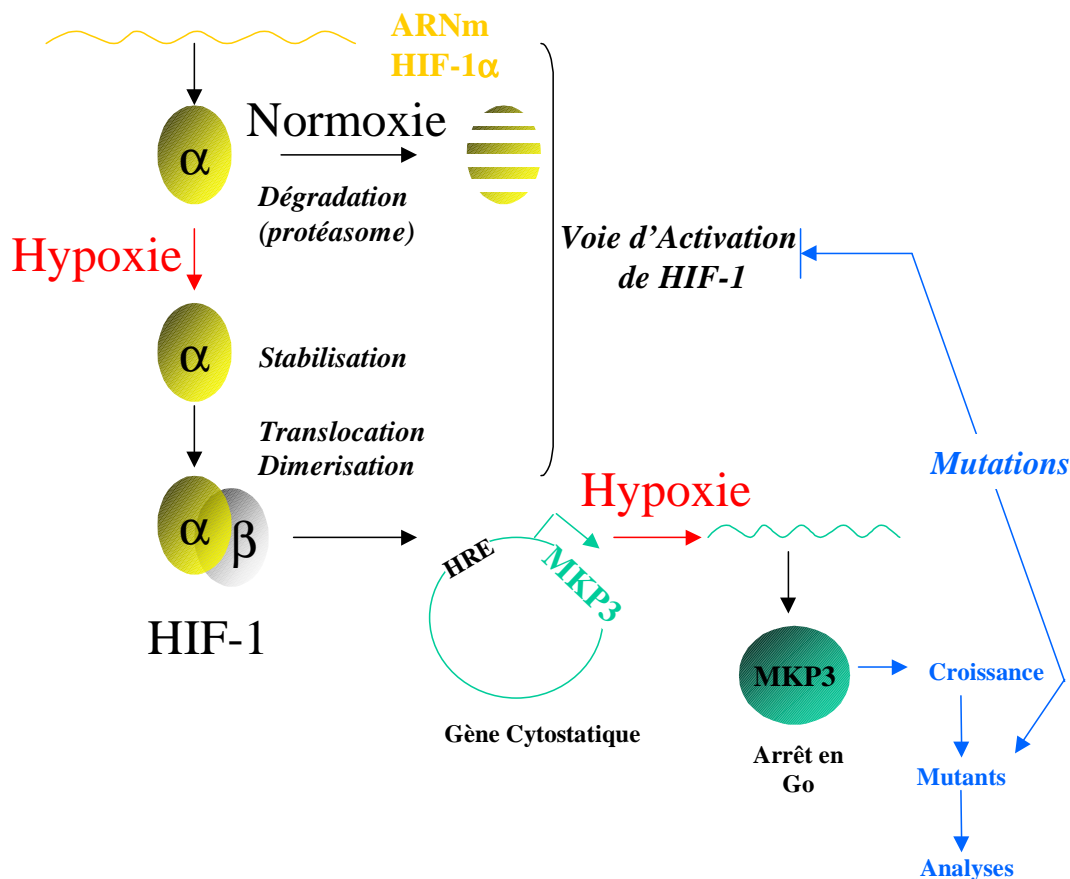 ARNm
HIF-1α
α
Normoxie
Dégradation
(protéasome)
Hypoxie
Voie d'Activation
de HIF-1
α
Stabilisation
Translocation
Dimerisation
Mutations
α
β
HIF-1
Hypoxie
HRE
MKP3
Gène Cytostatique
MKP3
Arrêt en
Go
Croissance
Mutants
Analyses